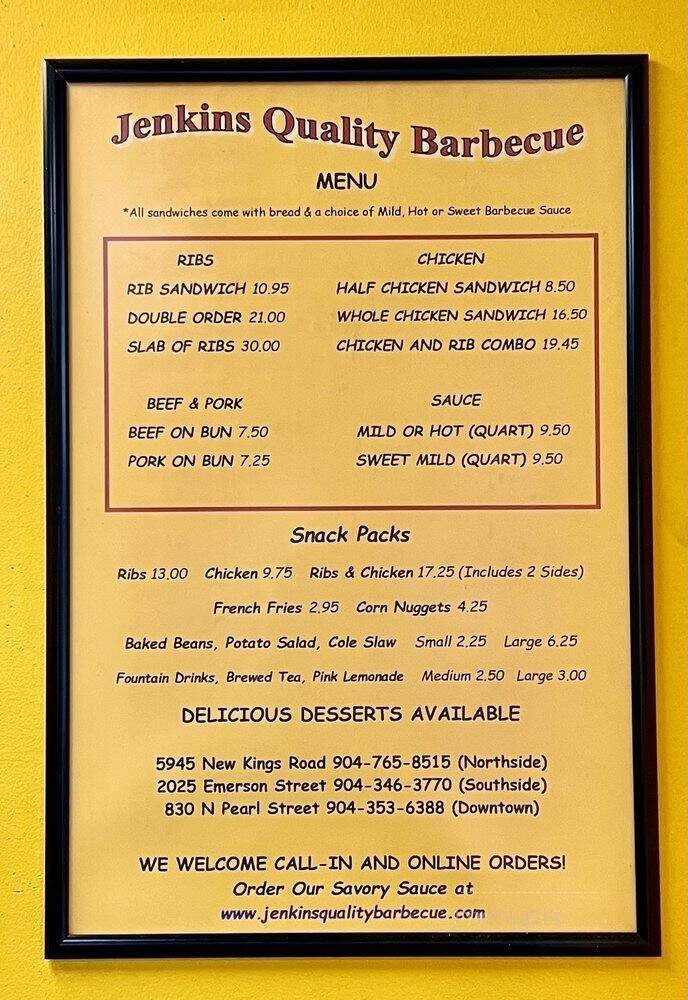 Jenkins Quality Barbecue
MENU
*All sandwiches come with bread & a choice of Mild, Hot or Sweet Barbecue Sauce
RIBS
RIB SANDWICH 10.95
DOUBLE ORDER 21.00
SLAB OF RIBS 30.00
CHICKEN
HALF CHICKEN SANDWICH 8.50
WHOLE CHICKEN SANDWICH 16.50
CHICKEN AND RIB COMBO 19.45
BEEF & PORK
BEEF ON BUN 7.50
PORK ON BUN 7.25
SAUCE
MILD OR HOT (QUART) 9.50
SWEET MILD (QUART) 9.50
Snack Packs
Ribs 13.00 Chicken 9.75 Ribs & Chicken 17.25 (Includes 2 Sides)
French Fries 2.95 Corn Nuggets 4.25
Baked Beans, Potato Salad, Cole Slaw Small 2.25 Large 6.25
Fountain Drinks, Brewed Tea, Pink Lemonade Medium 2.50 Large 3.00
DELICIOUS DESSERTS AVAILABLE
5945 New Kings Road 904-765-8515 (Northside)
2025 Emerson Street 904-346-3770 (Southside)
830 N Pearl Street 904-353-6388 (Downtown)
WE WELCOME CALL-IN AND ONLINE ORDERS!
Order Our Savory Sauce at
www.jenkinsqualitybarbecue.com